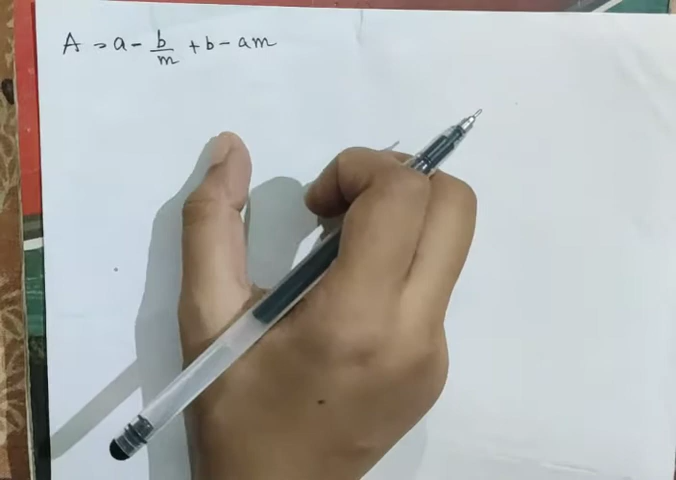 A = a - b/m + b - am